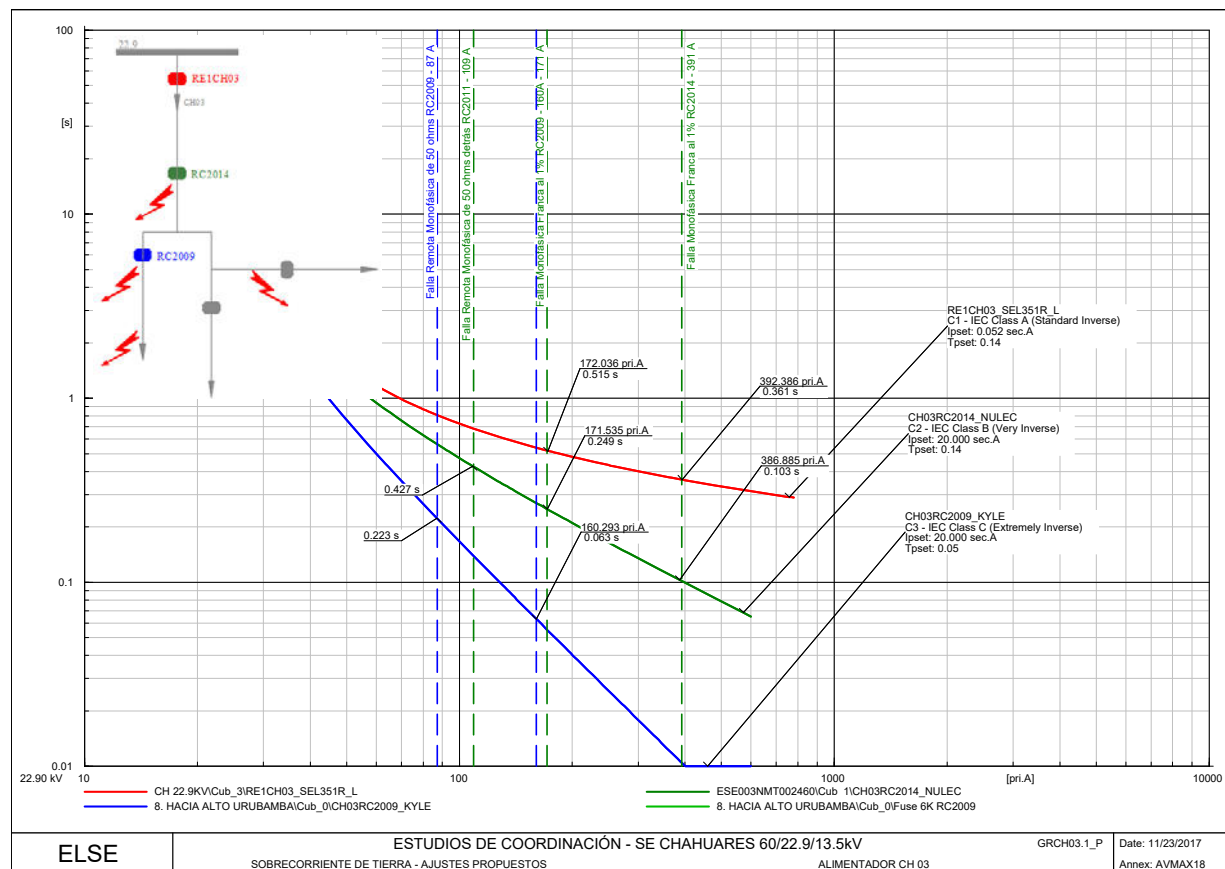 100
10
1
0.1
0.01
[s]
22.90 kV
10
100
1000
[pri.A]
10000
22.9
RE1CH03
CH03
RC2014
RC2009
Falla Remota Monofásica de 50 ohms RC2009 - 87 A
Falla Remota Monofásica de 50 ohms detrás RC2011 - 109 A
Falla Monofásica Franca al 1% RC2009 - 160A - 171 A
Falla Monofásica Franca al 1% RC2014 - 391 A
172.036 pri.A
0.515 s
392.386 pri.A
0.361 s
171.535 pri.A
0.249 s
386.885 pri.A
0.103 s
0.427 s
0.223 s
160.293 pri.A
0.063 s
RE1CH03_SEL351R_L
C1 - IEC Class A (Standard Inverse)
Ipset: 0.052 sec.A
Tpset: 0.14
CH03RC2014_NULEC
C2 - IEC Class B (Very Inverse)
Ipset: 20.000 sec.A
Tpset: 0.14
CH03RC2009_KYLE
C3 - IEC Class C (Extremely Inverse)
Ipset: 20.000 sec.A
Tpset: 0.05
CH 22.9KV\Cub_3\RE1CH03_SEL351R_L
ESE003NMT002460\Cub 1\CH03RC2014_NULEC
8. HACIA ALTO URUBAMBA\Cub_0\CH03RC2009_KYLE
8. HACIA ALTO URUBAMBA\Cub_0\Fuse 6K RC2009
ELSE
ESTUDIOS DE COORDINACIÓN - SE CHAHUARES 60/22.9/13.5kV
GRCH03.1_P
Date: 11/23/2017
SOBRECORRIENTE DE TIERRA - AJUSTES PROPUESTOS
ALIMENTADOR CH 03
Annex: AVMAX18